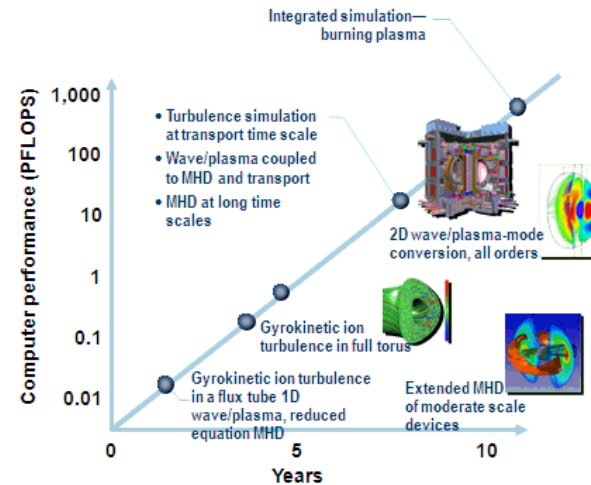 Integrated simulation—
burning plasma
1,000
100
10
1
0.1
0.01
Computer performance (PFLOPS)
• Turbulence simulation
at transport time scale
• Wave/plasma coupled
to MHD and transport
• MHD at long time
scales
2D wave/plasma-mode
conversion, all orders
Gyrokinetic ion
turbulence in full torus
Gyrokinetic ion turbulence
in a flux tube 1D
wave/plasma, reduced
equation MHD
Extended MHD
of moderate scale
devices
0
5
10
Years